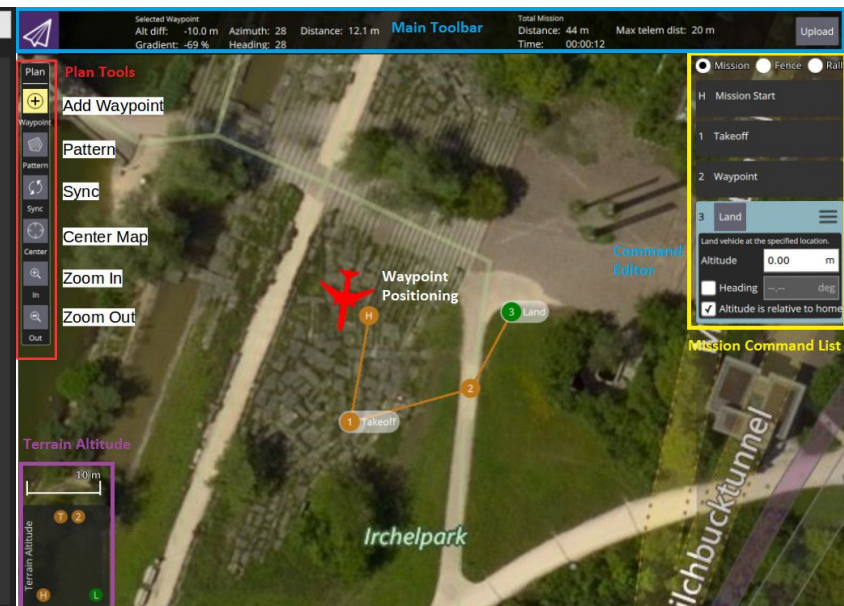 Selected Waypoint
Alt diff: -10.0 m Azimuth: 28 Distance: 12.1 m
Gradient: -69 % Heading: 28
Main Toolbar
Total Mission
Distance: 44 m Max telem dist: 20 m
Time: 00:00:12
Upload
Plan
Plan Tools
Waypoint
Add Waypoint
Pattern
Pattern
Sync
Sync
Center
Center Map
In
Zoom In
Out
Zoom Out
Mission Fence Rall
H Mission Start
1 Takeoff
2 Waypoint
3 Land
Land vehicle at the specified location.
Altitude 0.00 m
Heading --.-- deg
Altitude is relative to home
Command
Editor
Mission Command List
Waypoint
Positioning
H
3 Land
2
1 Takeoff
Terrain Altitude
10 m
Terrain Altitude
T 2
H L
Irchelpark
ilchbucktunnel